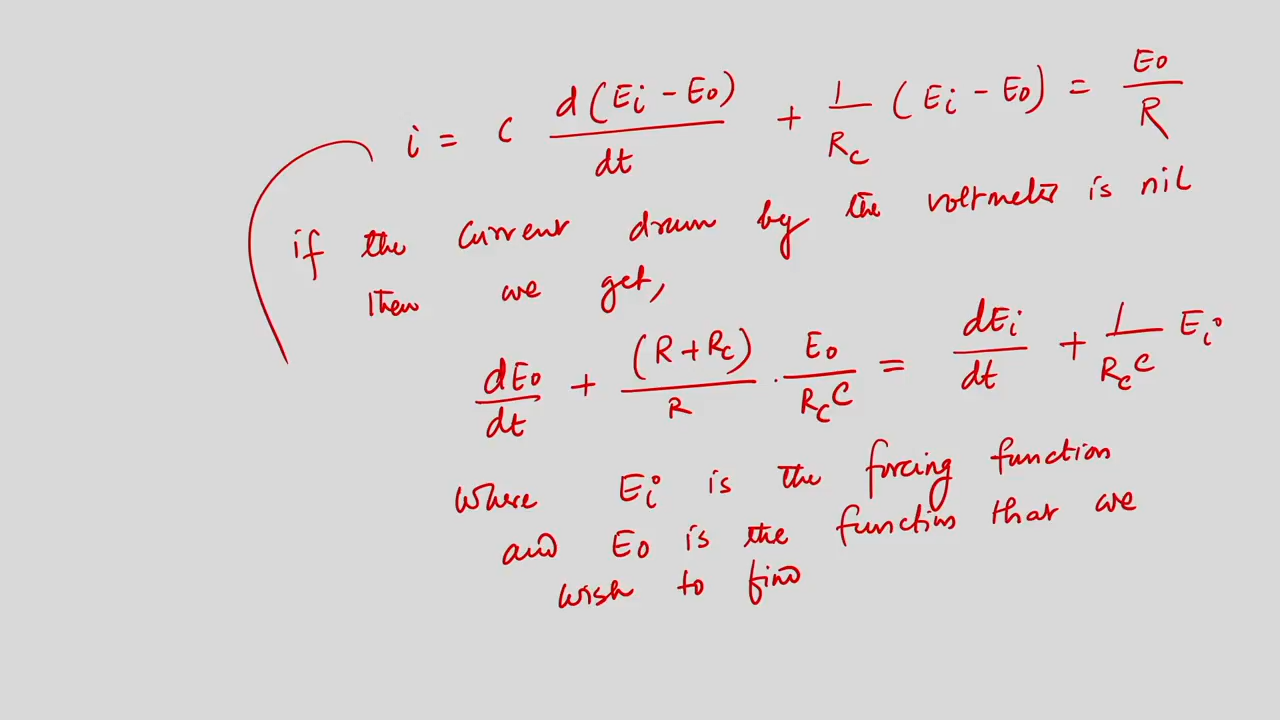 i = C d(Ei - Eo)/dt + 1/Rc (Ei - Eo) = Eo/R
if the current drawn by the voltmeter is nil
then we get,
dEo/dt + (R + Rc)/R · Eo/RcC = dEi/dt + 1/RcC Ei
where Ei is the forcing function
and Eo is the function that we
wish to find